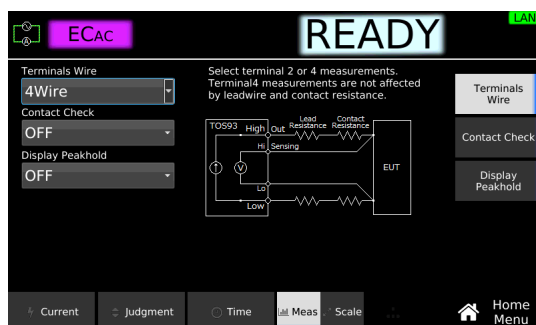 LAN
ECAC
READY
Terminals Wire
4Wire
Contact Check
OFF
Display Peakhold
OFF
Select terminal 2 or 4 measurements.
Terminal4 measurements are not affected
by leadwire and contact resistance.
TOS93
High
Out
Lead
Resistance
Contact
Resistance
Hi
Sensing
V
EUT
Lo
Low
Terminals
Wire
Contact Check
Display
Peakhold
Current
Judgment
Time
Meas
Scale
Home
Menu